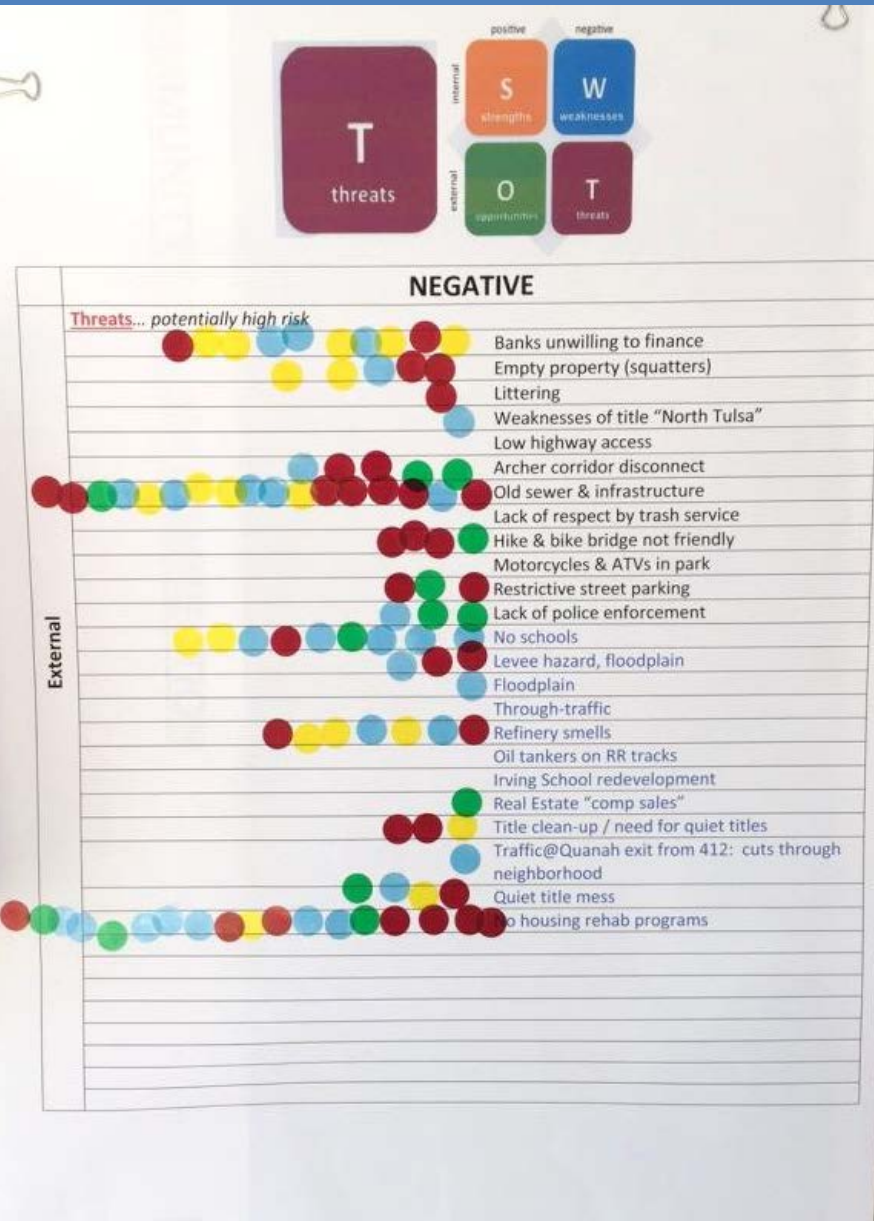 positive negative
internal
S
strengths
W
weaknesses
T
threats
external
O
opportunities
T
threats
NEGATIVE
Threats... potentially high risk
External
Banks unwilling to finance
Empty property (squatters)
Littering
Weaknesses of title “North Tulsa”
Low highway access
Archer corridor disconnect
Old sewer & infrastructure
Lack of respect by trash service
Hike & bike bridge not friendly
Motorcycles & ATVs in park
Restrictive street parking
Lack of police enforcement
No schools
Levee hazard, floodplain
Floodplain
Through-traffic
Refinery smells
Oil tankers on RR tracks
Irving School redevelopment
Real Estate “comp sales”
Title clean-up / need for quiet titles
Traffic@Quanah exit from 412: cuts through
neighborhood
Quiet title mess
No housing rehab programs